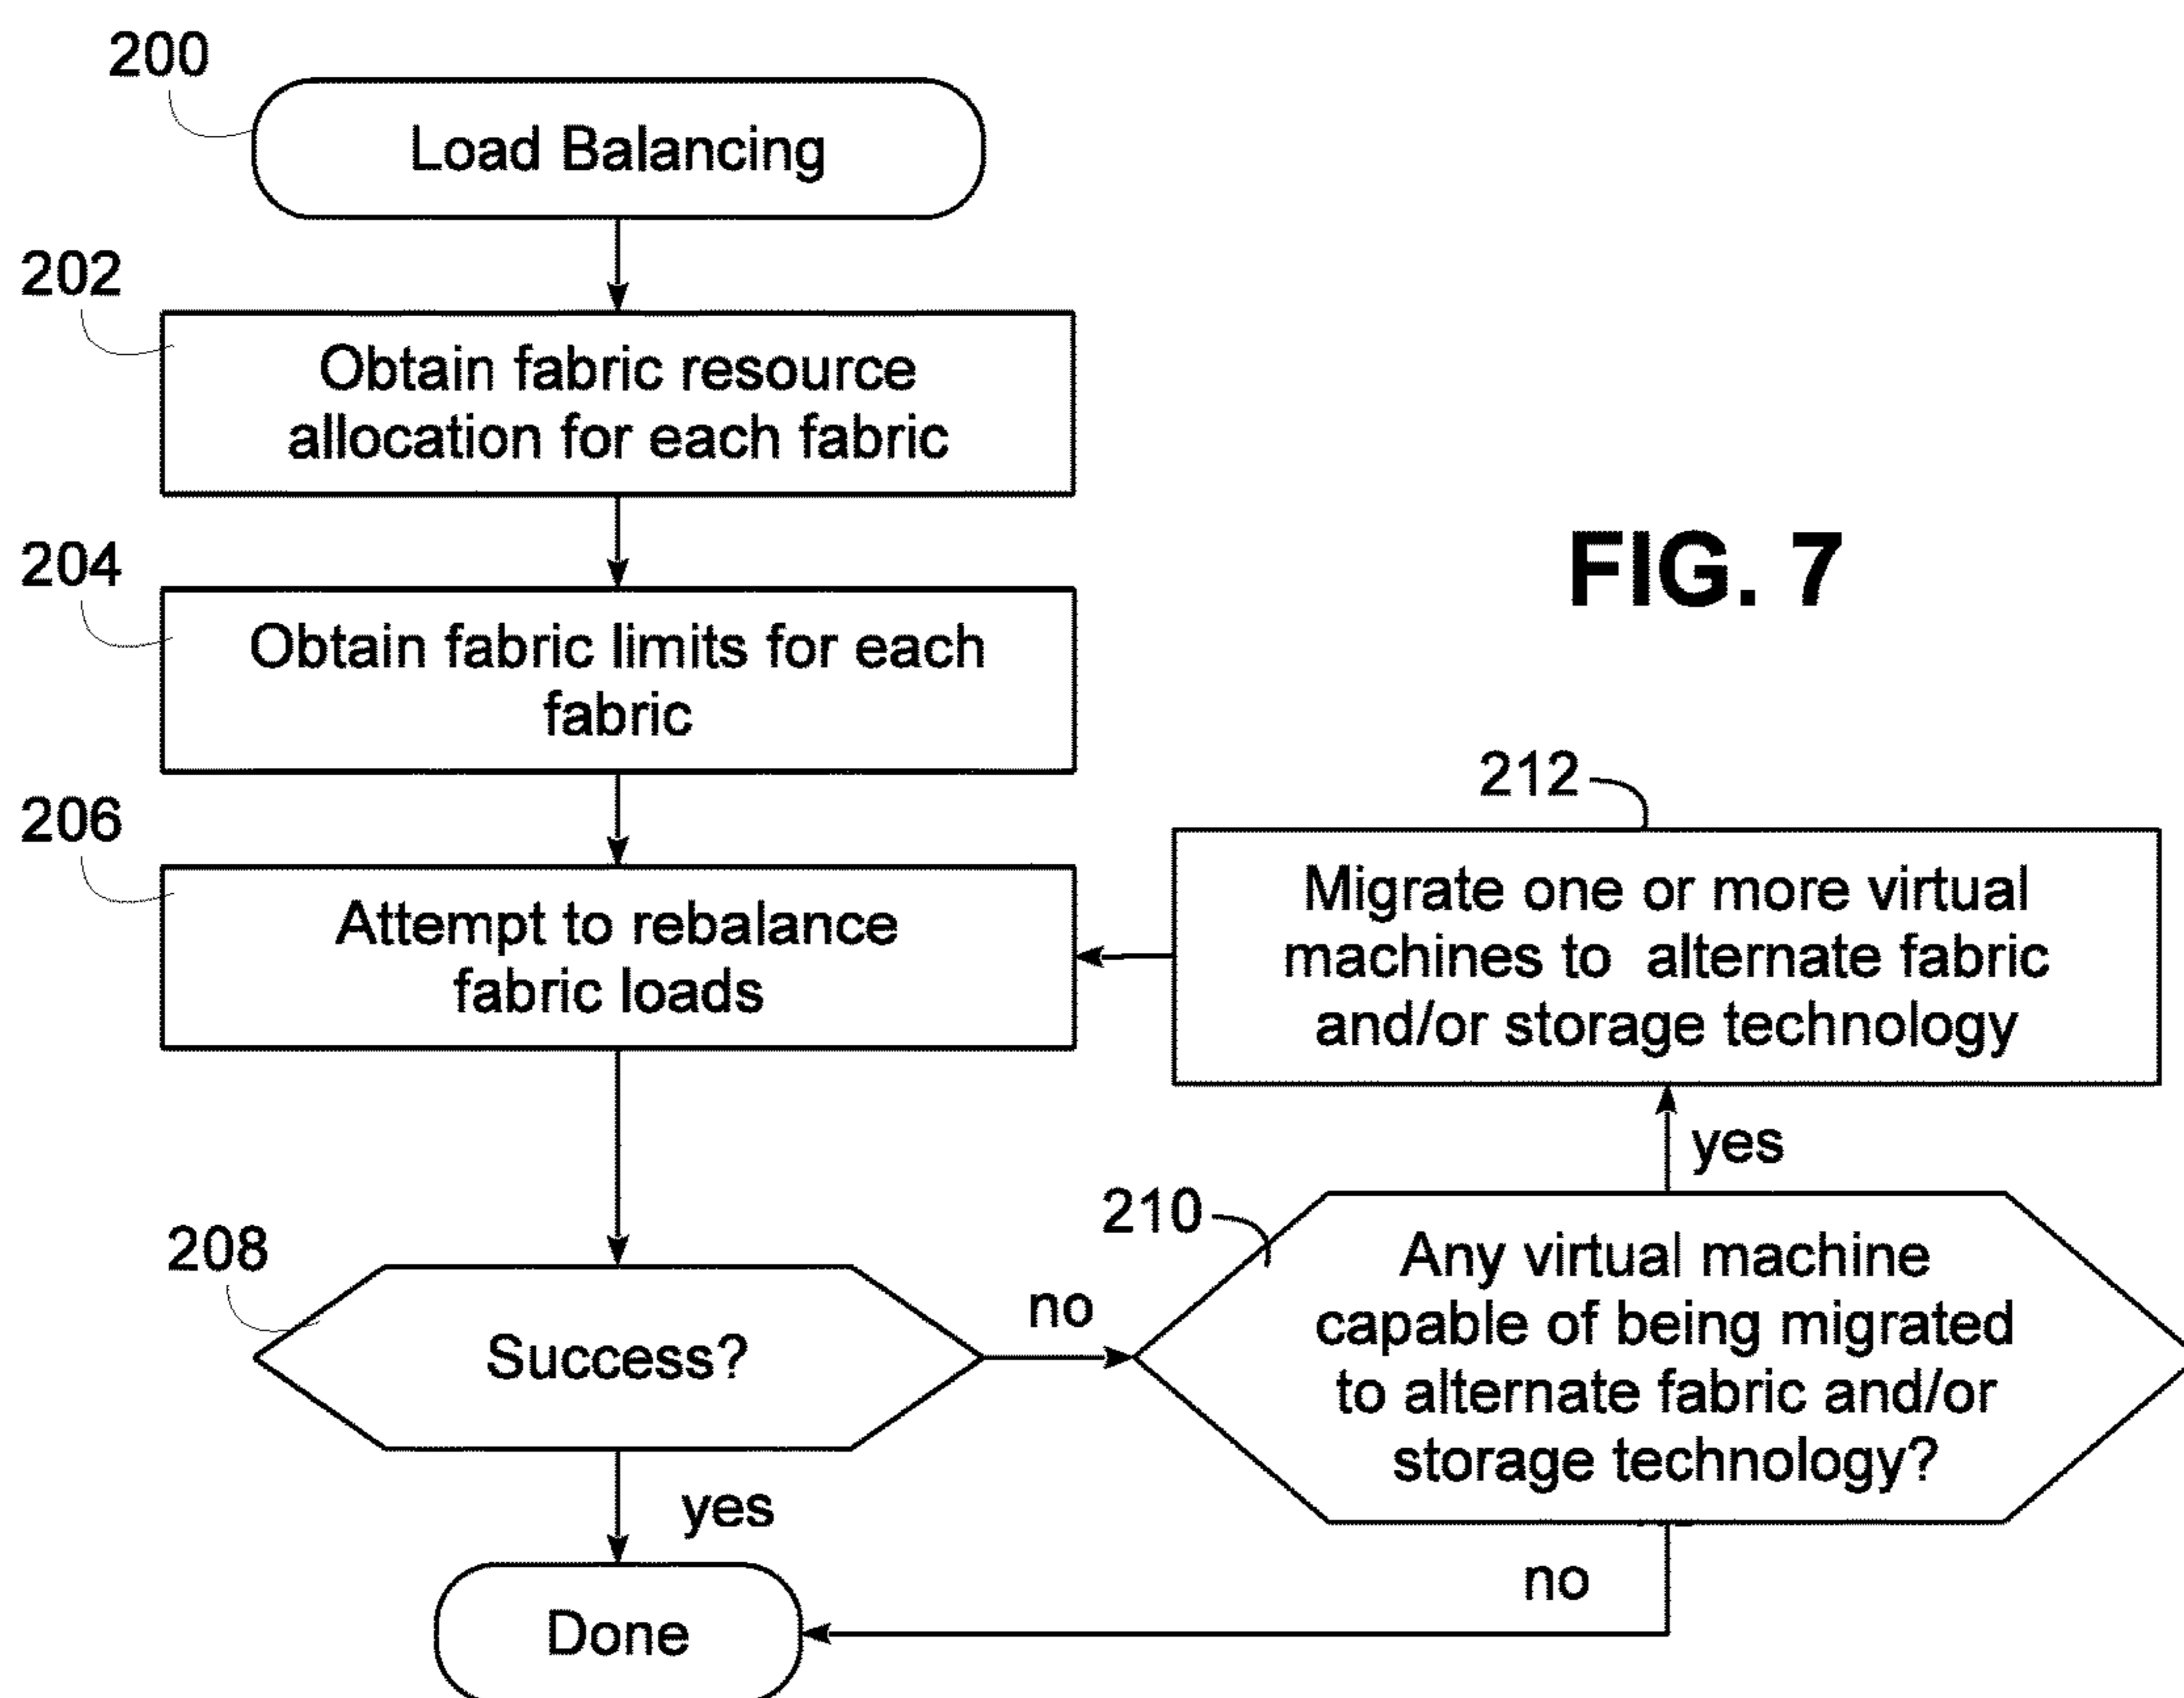 200
Load Balancing
202
Obtain fabric resource
allocation for each fabric
204
Obtain fabric limits for each
fabric
FIG. 7
206
Attempt to rebalance
fabric loads
212
Migrate one or more virtual
machines to alternate fabric
and/or storage technology
yes
208
Success?
no
210
Any virtual machine
capable of being migrated
to alternate fabric and/or
storage technology?
yes
no
Done